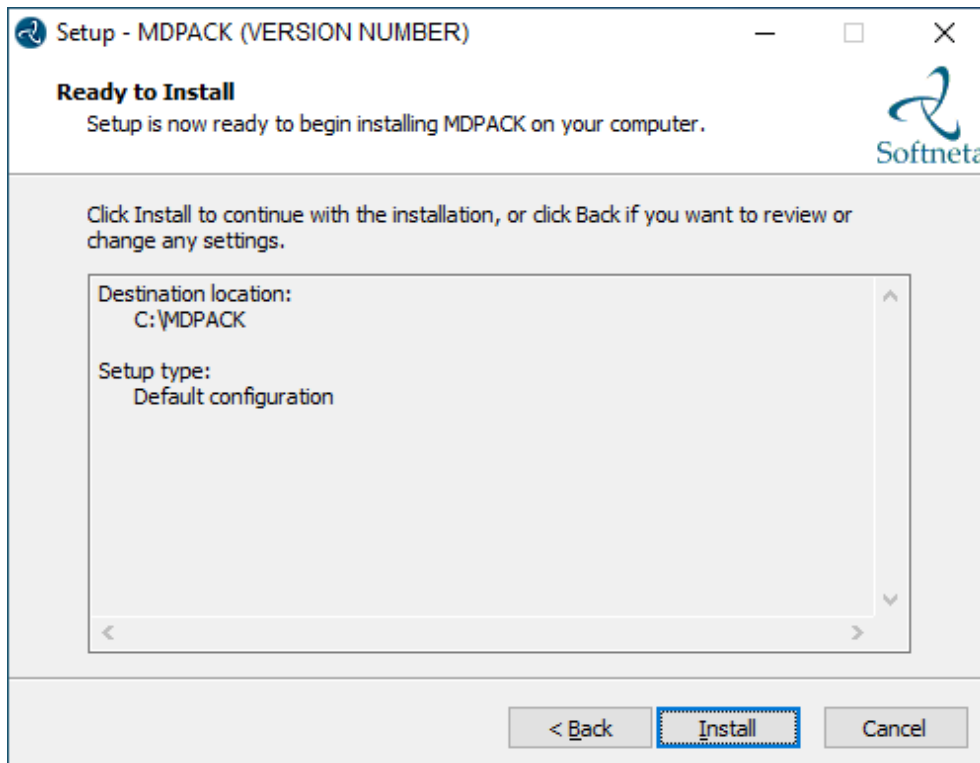 Setup - MDPACK (VERSION NUMBER)
Ready to Install
Setup is now ready to begin installing MDPACK on your computer.
Softneta
Click Install to continue with the installation, or click Back if you want to review or
change any settings.
Destination location:
C:\MDPACK
Setup type:
Default configuration
< Back
Install
Cancel